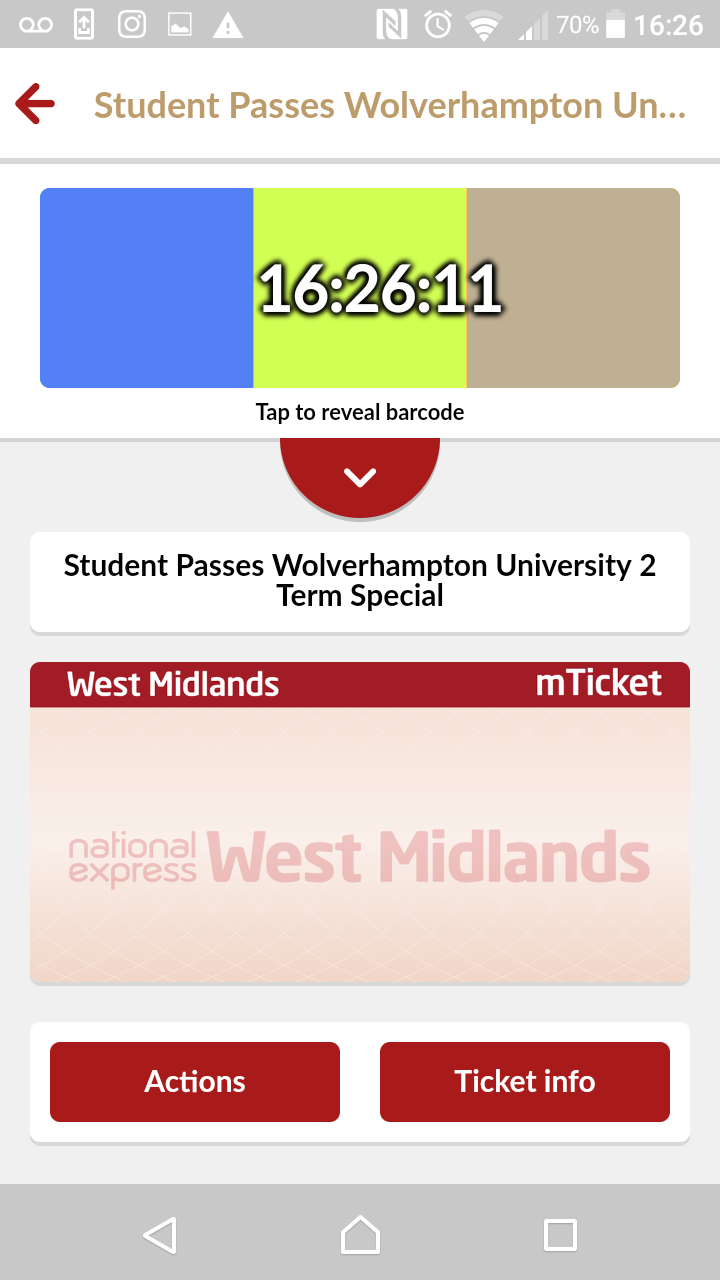 70% 16:26
Student Passes Wolverhampton Un...
16:26:11
Tap to reveal barcode
Student Passes Wolverhampton University 2
Term Special
West Midlands mTicket
national
express West Midlands
Actions Ticket info